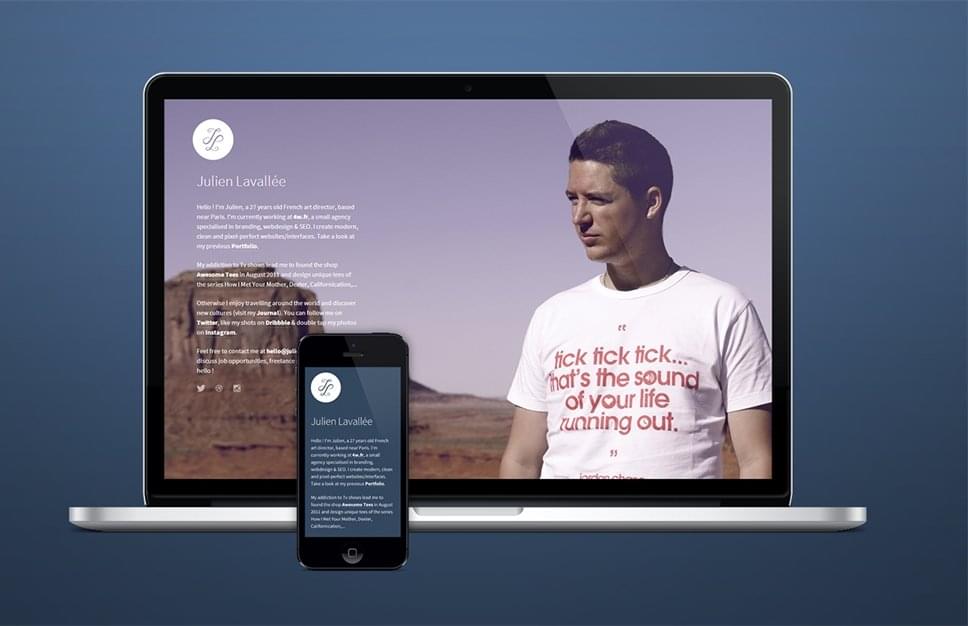 Julien Lavallée
Hello ! I'm Julien, a 27 years old French art director, based
near Paris. I'm currently working at 4w.fr, a small agency
specialised in branding, webdesign & SEO. I create modern,
clean and pixel-perfect websites/interfaces. Take a look at
my previous Portfolio.
My addiction to Tv shows lead me to found the shop
Awesome Tees in August 2011 and design unique tees of
the series How I Met Your Mother, Dexter, Californication,...
Otherwise I enjoy travelling around the world and discover
new cultures (visit my Journal). You can follow me on
Twitter, like my shots on Dribbble & double tap my photos
on Instagram.
Feel free to contact me at hello@juli
discuss job opportunities, freelance
hello !
“
tick tick tick...
that's the sound
of your life
running out.
”
jordan chase
Julien Lavallée
Hello ! I'm Julien, a 27 years old French
art director, based near Paris. I'm
currently working at 4w.fr, a small
agency specialised in branding,
webdesign & SEO. I create modern, clean
and pixel-perfect websites/interfaces.
Take a look at my previous Portfolio.
My addiction to Tv shows lead me to
found the shop Awesome Tees in August
2011 and design unique tees of the series
How I Met Your Mother, Dexter,
Californication,...